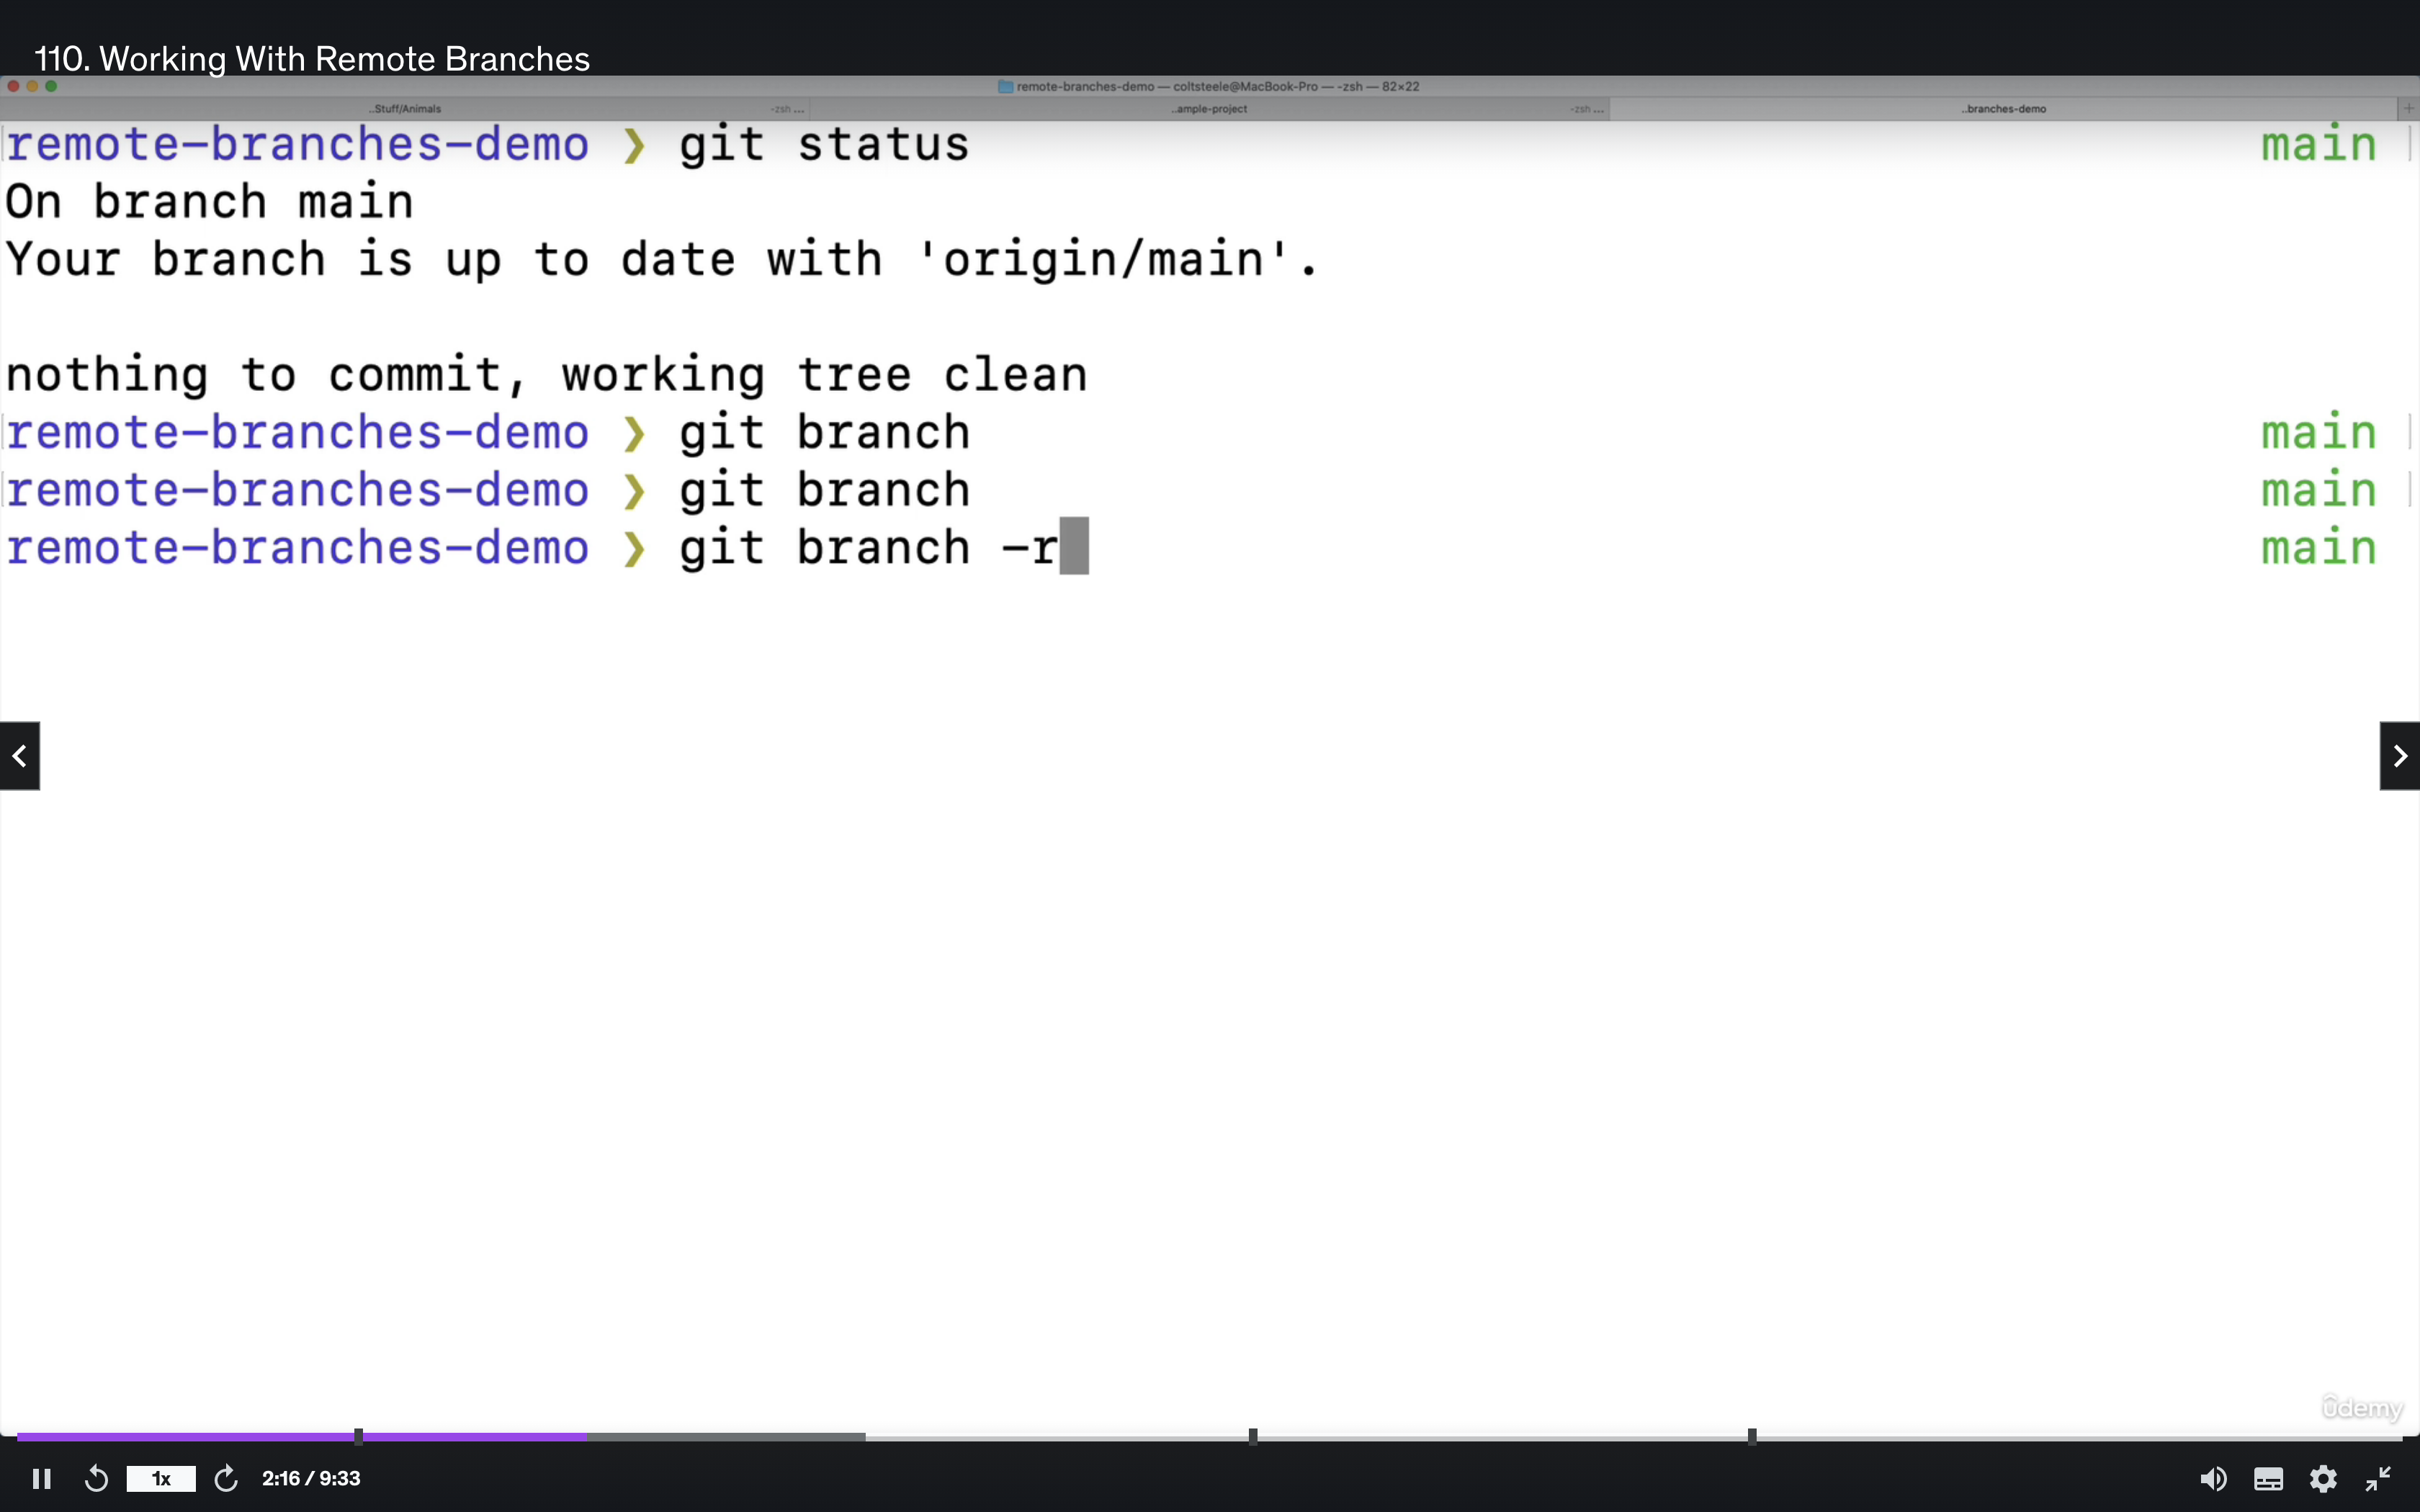 110. Working With Remote Branches
remote-branches-demo — coltsteele@MacBook-Pro — -zsh — 82×22
..Stuff/Animals -zsh ... ..ample-project -zsh ... ..branches-demo +
remote-branches-demo ❯ git status main
On branch main
Your branch is up to date with 'origin/main'.
nothing to commit, working tree clean
remote-branches-demo ❯ git branch main
remote-branches-demo ❯ git branch main
remote-branches-demo ❯ git branch -r main
ûdemy
1x 2:16 / 9:33